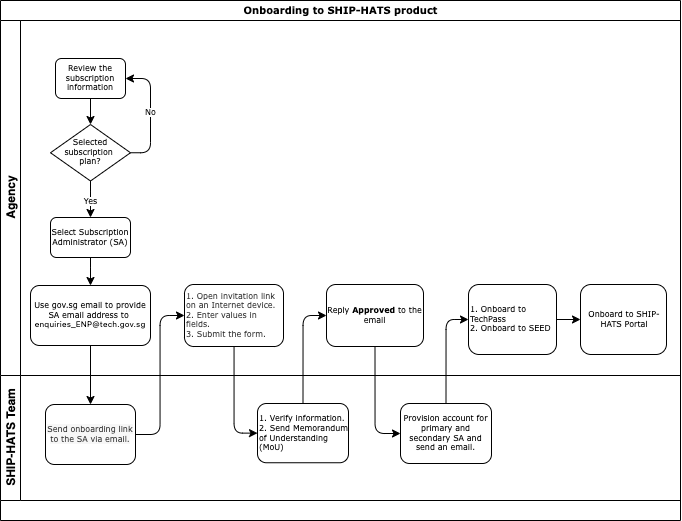 Onboarding to SHIP-HATS product
Agency
Review the
subscription
information
No
Selected
subscription
plan?
Yes
Select Subscription
Administrator (SA)
Use gov.sg email to provide
SA email address to
enquiries_ENP@tech.gov.sg
1. Open invitation link
on an Internet device.
2. Enter values in
fields.
3. Submit the form.
Reply Approved to the
email
1. Onboard to
TechPass
2. Onboard to SEED
Onboard to SHIP-
HATS Portal
SHIP-HATS Team
Send onboarding link
to the SA via email.
1. Verify information.
2. Send Memorandum
of Understanding
(MoU)
Provision account for
primary and
secondary SA and
send an email.